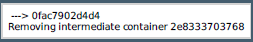 ---> 0fac7902d4d4
Removing intermediate container 2e8333703768